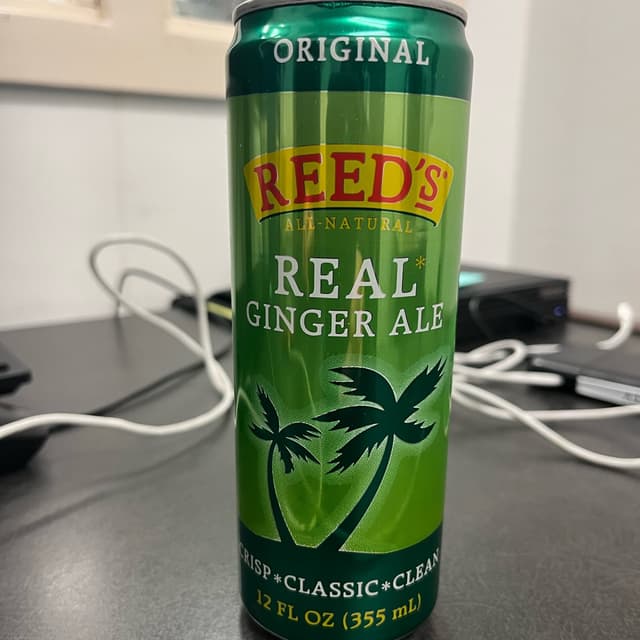 ORIGINAL
REED'S
ALL-NATURAL
REAL*
GINGER ALE
CRISP*CLASSIC*CLEAN
12 FL OZ (355 mL)